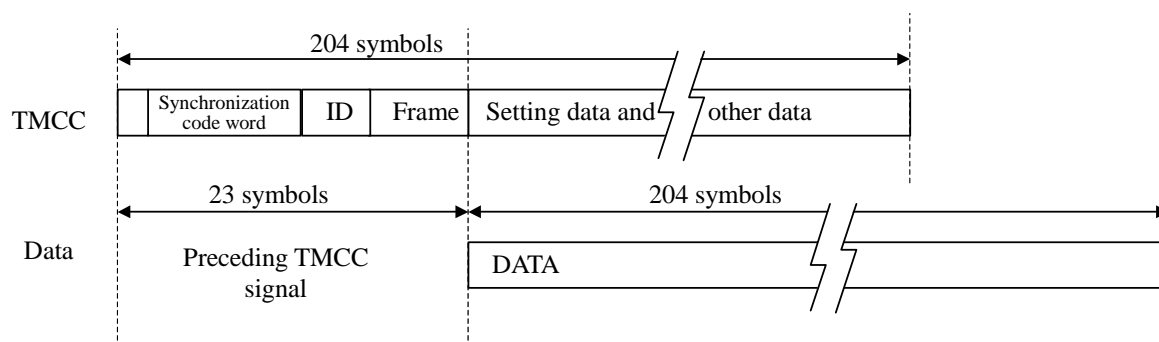 204 symbols
TMCC
Synchronization
code word
ID
Frame
Setting data and
other data
23 symbols
204 symbols
Data
Preceding TMCC
signal
DATA